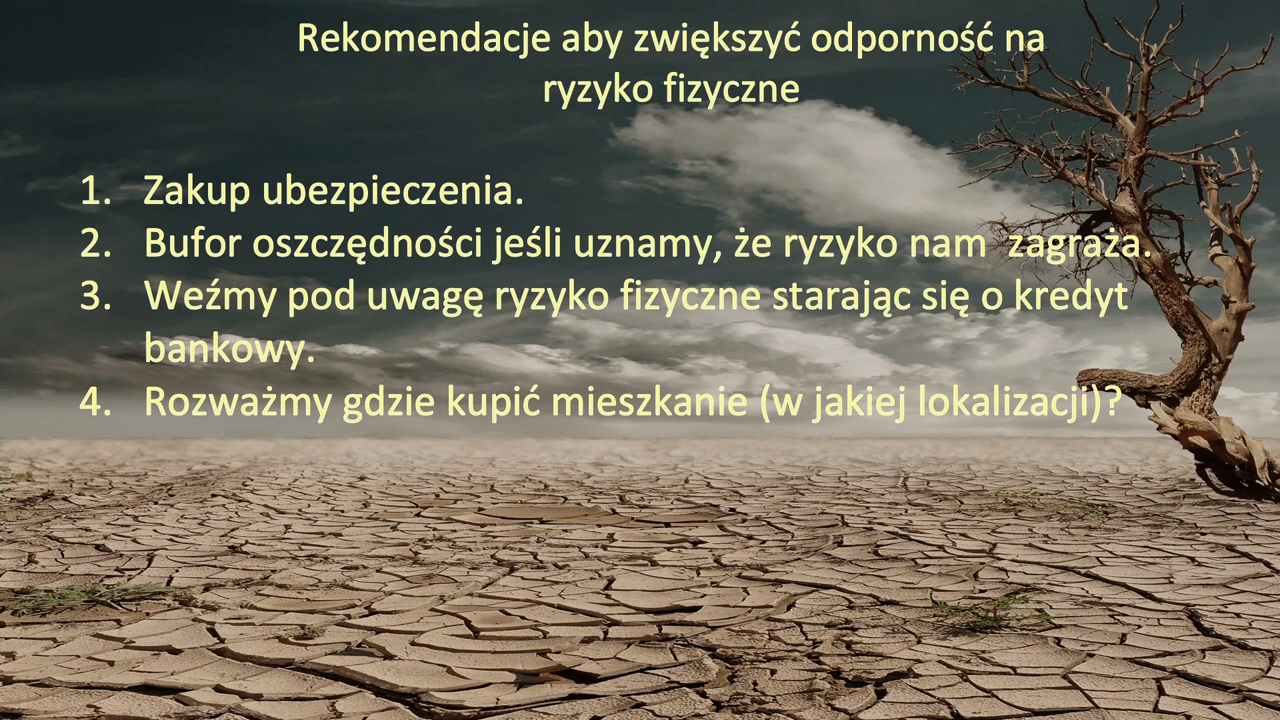 Rekomendacje aby zwiększyć odporność na
ryzyko fizyczne
1. Zakup ubezpieczenia.
2. Bufor oszczędności jeśli uznamy, że ryzyko nam  zagraża.
3. Weźmy pod uwagę ryzyko fizyczne starając się o kredyt
bankowy.
4. Rozważmy gdzie kupić mieszkanie (w jakiej lokalizacji)?